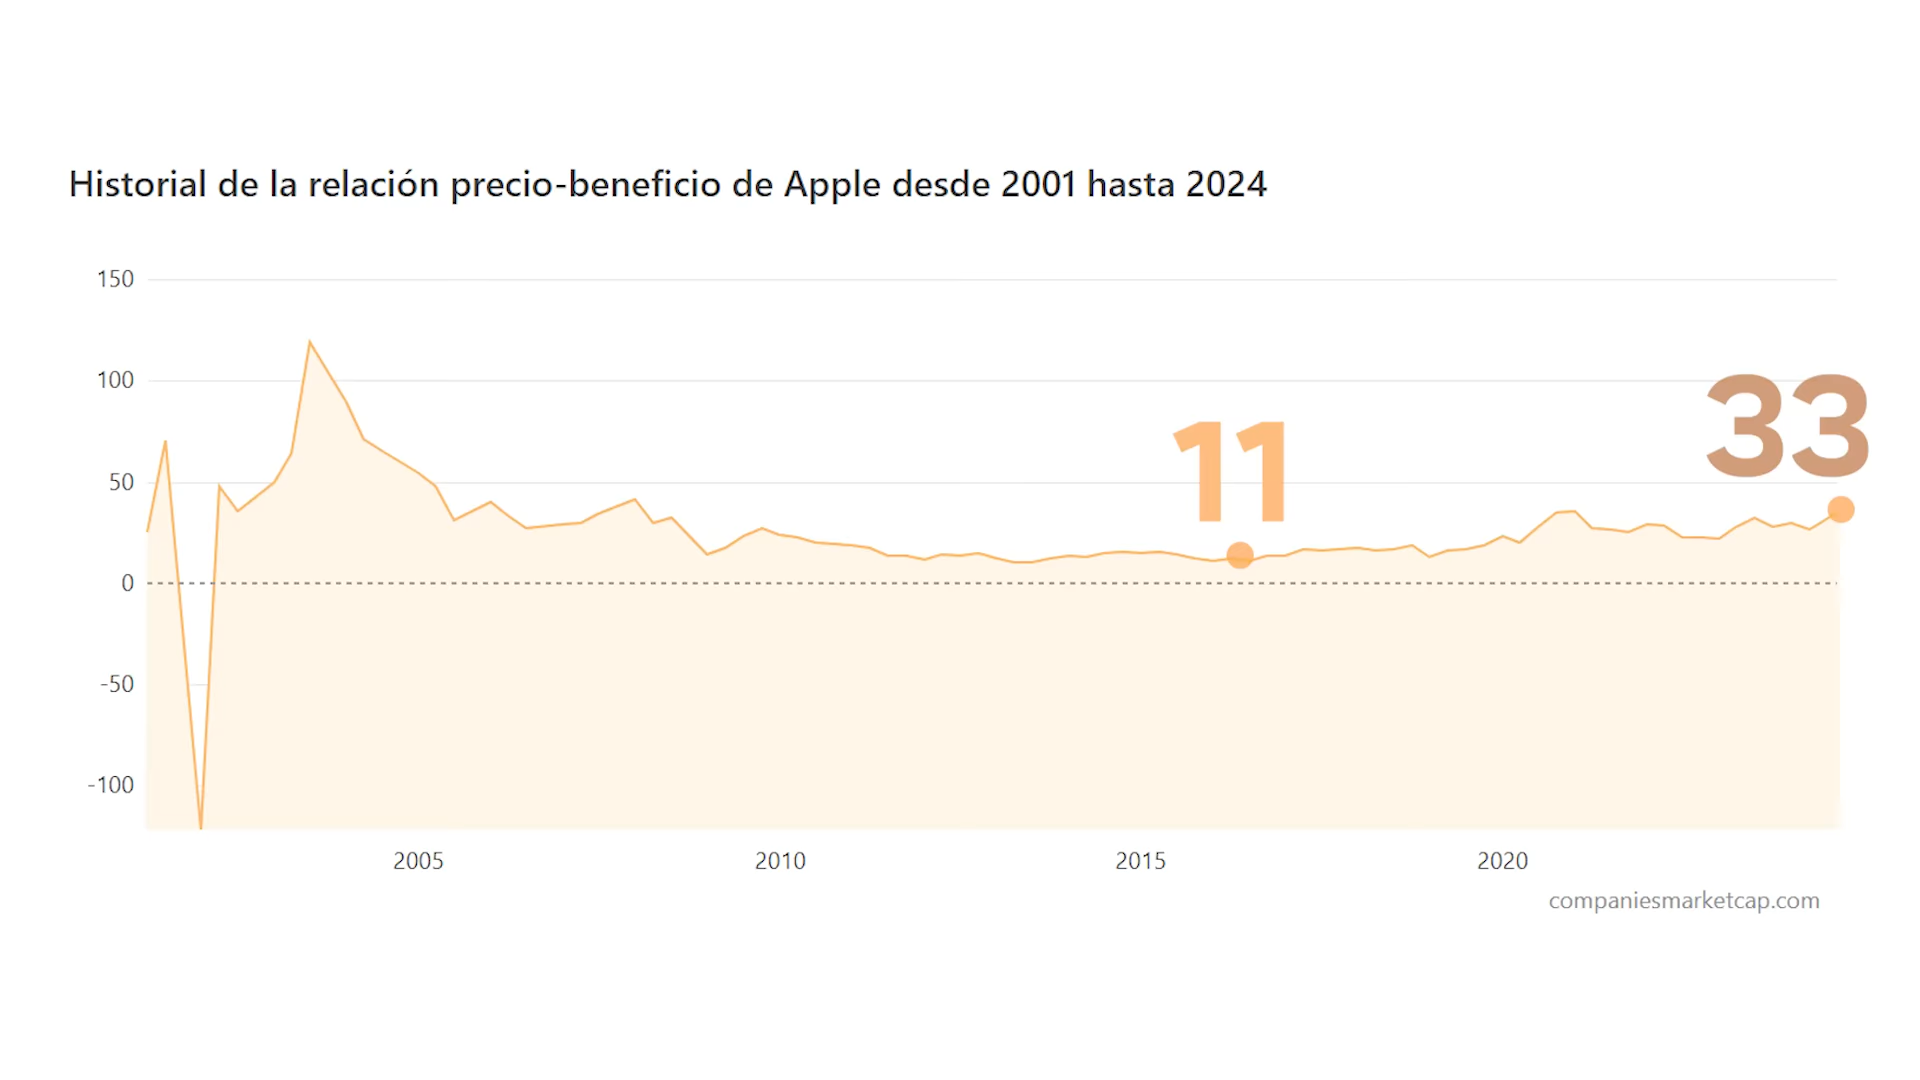 Historial de la relación precio-beneficio de Apple desde 2001 hasta 2024
150
100
50
0
-50
-100
11
33
2005 2010 2015 2020
companiesmarketcap.com